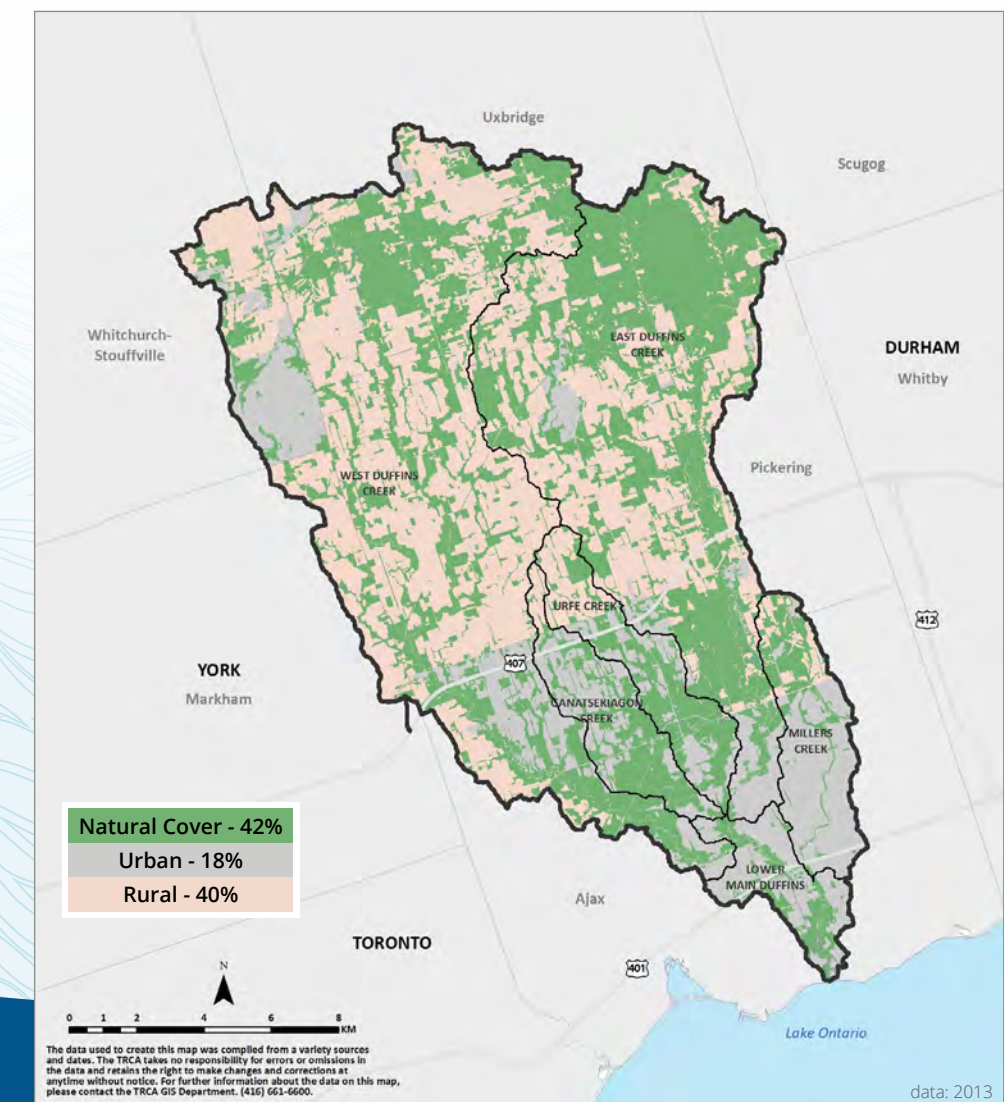 Uxbridge
Scugog
Whitchurch-
Stouffville
EAST DUFFINS
CREEK
DURHAM
Whitby
Pickering
WEST DUFFINS
CREEK
URFE CREEK
412
407
YORK
Markham
GANATSEKIAGON
CREEK
MILLERS
CREEK
Natural Cover - 42%
Urban - 18%
Rural - 40%
LOWER
MAIN DUFFINS
Ajax
TORONTO
401
N
0 1 2 4 6 8
KM
Lake Ontario
The data used to create this map was compiled from a variety sources
and dates. The TRCA takes no responsibility for errors or omissions in
the data and retains the right to make changes and corrections at
anytime without notice. For further information about the data on this map,
please contact the TRCA GIS Department. (416) 661-6600.
data: 2013